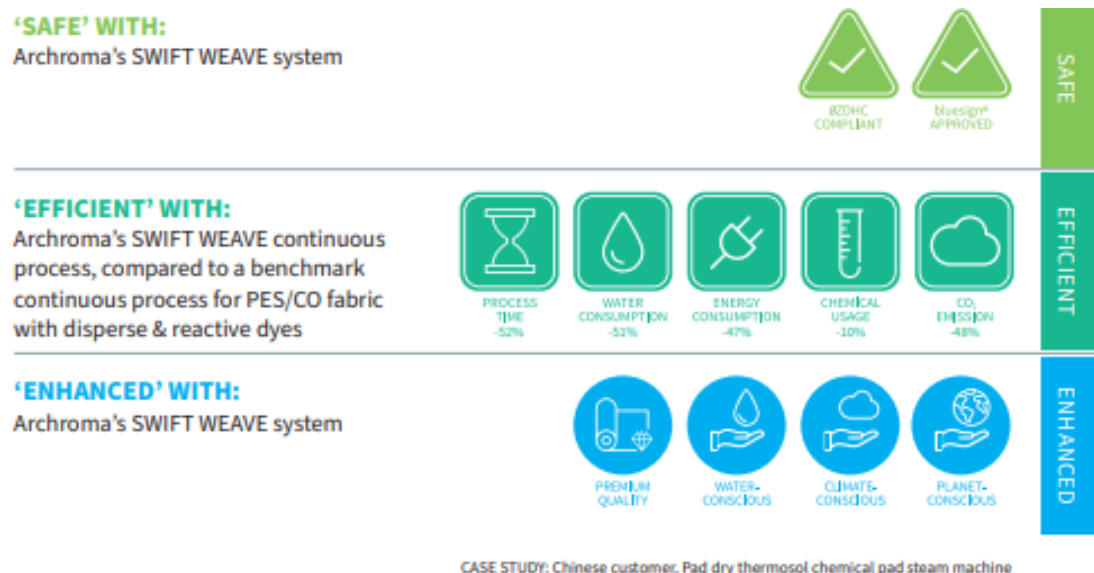 ‘SAFE’ WITH:
Archroma’s SWIFT WEAVE system
ØZDHC
COMPLIANT
bluesign®
APPROVED
SAFE
‘EFFICIENT’ WITH:
Archroma’s SWIFT WEAVE continuous
process, compared to a benchmark
continuous process for PES/CO fabric
with disperse & reactive dyes
PROCESS
TIME
-52%
WATER
CONSUMPTION
-51%
ENERGY
CONSUMPTION
-47%
CHEMICAL
USAGE
-10%
CO₂
EMISSION
-48%
EFFICIENT
‘ENHANCED’ WITH:
Archroma’s SWIFT WEAVE system
PREMIUM
QUALITY
WATER-
CONSCIOUS
CLIMATE-
CONSCIOUS
PLANET-
CONSCIOUS
ENHANCED
CASE STUDY: Chinese customer. Pad dry thermosol chemical pad steam machine